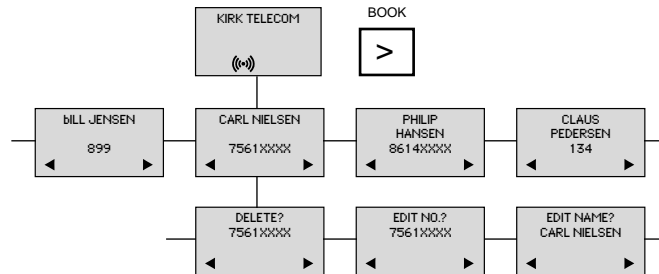 KIRK TELECOM
BOOK
>
bILL JENSEN
899
CARL NIELSEN
7561XXXX
PHILIP
HANSEN
8614XXXX
CLAUS
PEDERSEN
134
DELETE?
7561XXXX
EDIT NO.?
7561XXXX
EDIT NAME?
CARL NIELSEN